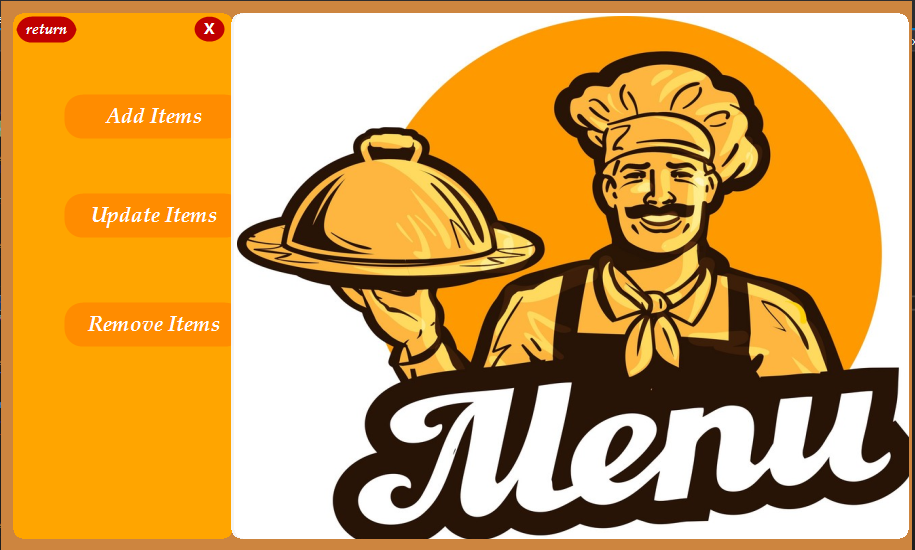 return
X
Add Items
Update Items
Remove Items
Menu